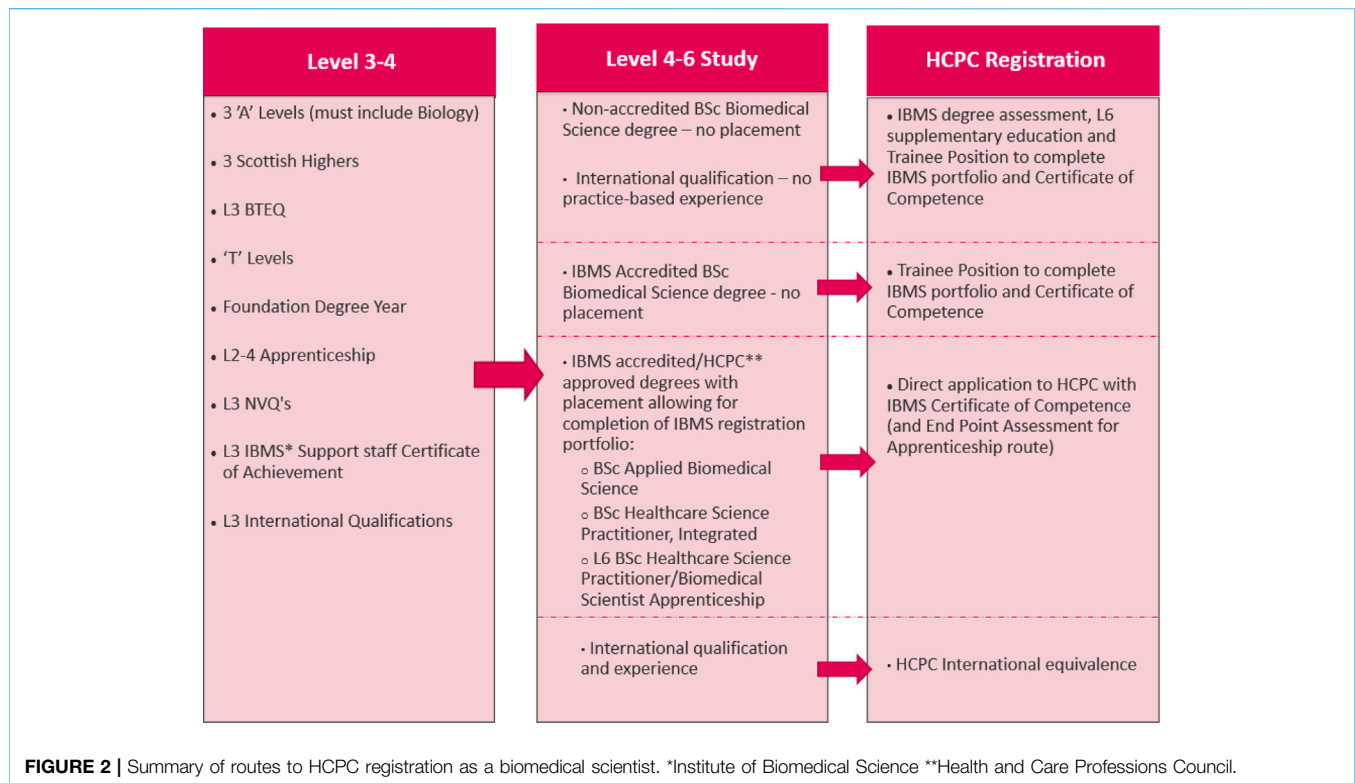 Level 3-4
• 3 ’A’ Levels (must include Biology)
• 3 Scottish Highers
• L3 BTEQ
• ‘T’ Levels
• Foundation Degree Year
• L2-4 Apprenticeship
• L3 NVQ's
• L3 IBMS* Support staff Certificate
of Achievement
• L3 International Qualifications
Level 4-6 Study
• Non-accredited BSc Biomedical
Science degree – no placement
• International qualification – no
practice-based experience
• IBMS Accredited BSc
Biomedical Science degree - no
placement
• IBMS accredited/HCPC**
approved degrees with
placement allowing for
completion of IBMS registration
portfolio:
o BSc Applied Biomedical
Science
o BSc Healthcare Science
Practitioner, Integrated
o L6 BSc Healthcare Science
Practitioner/Biomedical
Scientist Apprenticeship
• International qualification
and experience
HCPC Registration
• IBMS degree assessment, L6
supplementary education and
Trainee Position to complete
IBMS portfolio and Certificate of
Competence
• Trainee Position to complete
IBMS portfolio and Certificate of
Competence
• Direct application to HCPC with
IBMS Certificate of Competence
(and End Point Assessment for
Apprenticeship route)
• HCPC International equivalence
FIGURE 2 | Summary of routes to HCPC registration as a biomedical scientist. *Institute of Biomedical Science **Health and Care Professions Council.